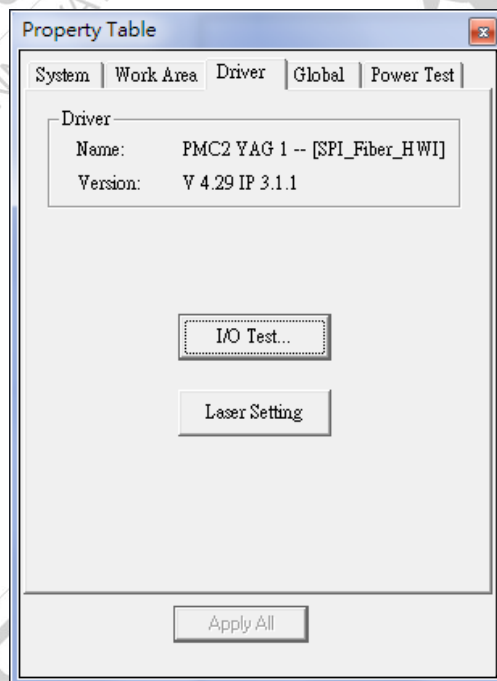 Property Table
System Work Area Driver Global Power Test
Driver
Name: PMC2 YAG 1 -- [SPI_Fiber_HWI]
Version: V 4.29 IP 3.1.1
I/O Test...
Laser Setting
Apply All